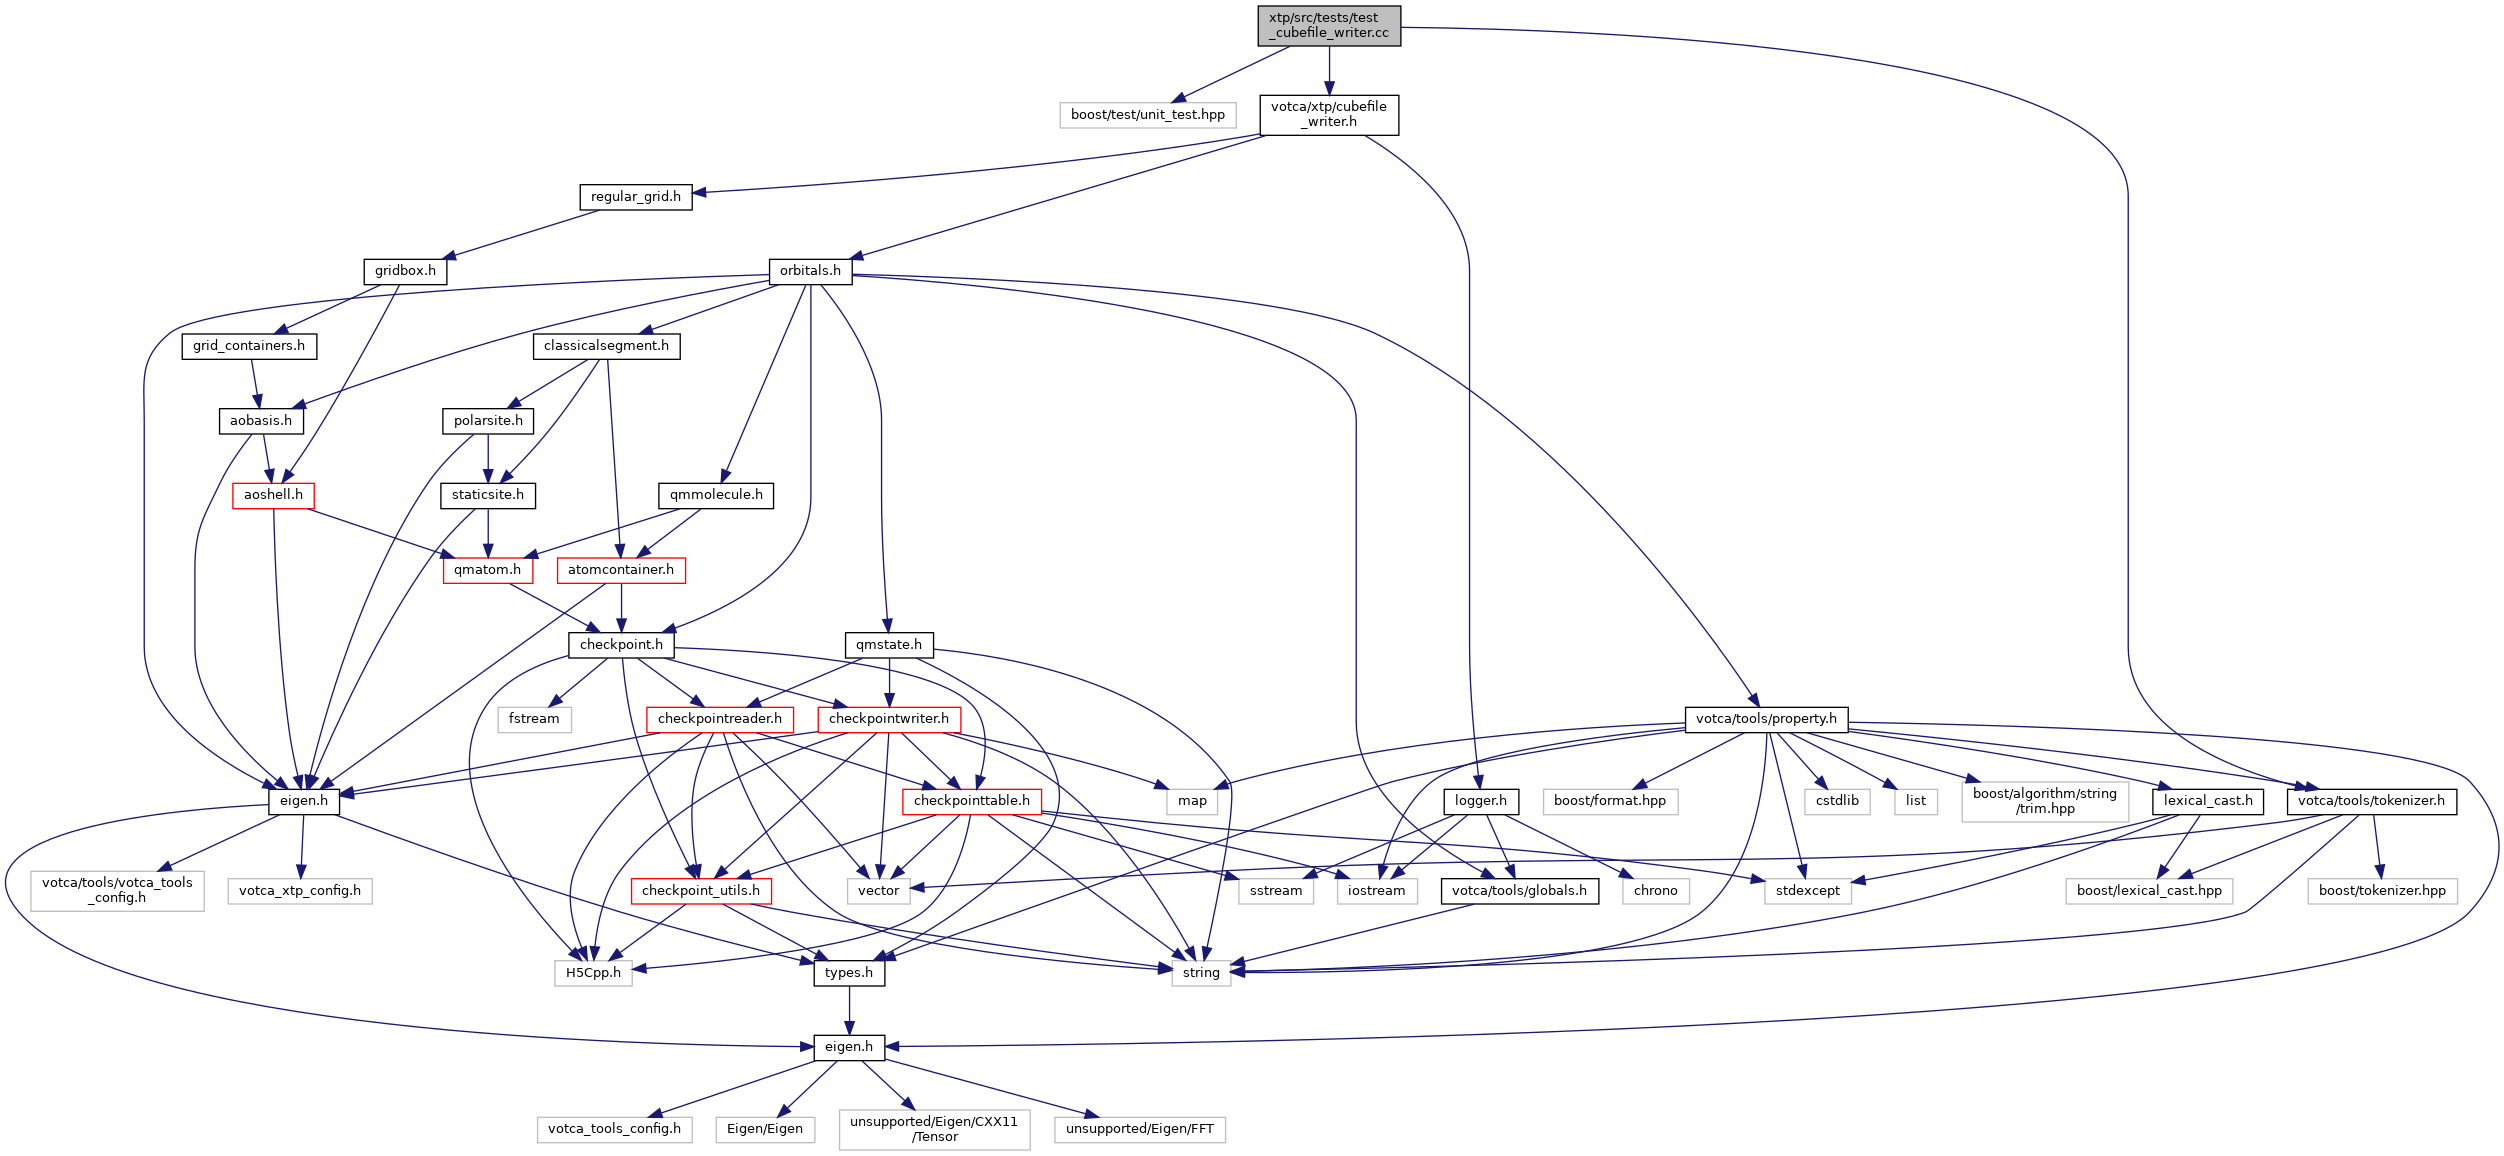 xtp/src/tests/test
_cubefile_writer.cc
boost/test/unit_test.hpp
votca/xtp/cubefile
_writer.h
regular_grid.h
gridbox.h
orbitals.h
grid_containers.h
classicalsegment.h
aobasis.h
polarsite.h
aoshell.h
staticsite.h
qmmolecule.h
qmatom.h
atomcontainer.h
checkpoint.h
qmstate.h
fstream
checkpointreader.h
checkpointwriter.h
votca/tools/property.h
eigen.h
checkpointtable.h
map
logger.h
boost/format.hpp
cstdlib
list
boost/algorithm/string
/trim.hpp
lexical_cast.h
votca/tools/tokenizer.h
votca/tools/votca_tools
_config.h
votca_xtp_config.h
checkpoint_utils.h
vector
sstream
iostream
votca/tools/globals.h
chrono
stdexcept
boost/lexical_cast.hpp
boost/tokenizer.hpp
H5Cpp.h
types.h
string
eigen.h
votca_tools_config.h
Eigen/Eigen
unsupported/Eigen/CXX11
/Tensor
unsupported/Eigen/FFT